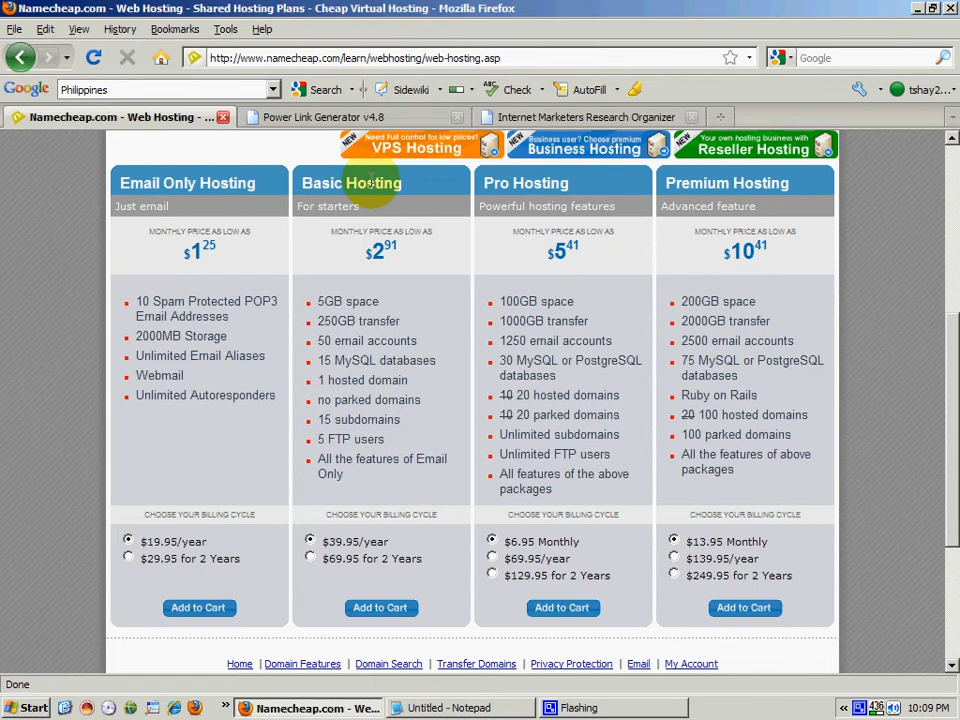 Namecheap.com - Web Hosting - Shared Hosting Plans - Cheap Virtual Hosting - Mozilla Firefox
File Edit View History Bookmarks Tools Help
http://www.namecheap.com/learn/webhosting/web-hosting.asp
Google
Google Philippines Search Sidewiki Check AutoFill tshay2...
Namecheap.com - Web Hosting - ... Power Link Generator v4.8 Internet Marketers Research Organizer
NEW Need Full control for low prices? VPS Hosting
NEW Business user? Choose premium Business Hosting
NEW Your own hosting business with Reseller Hosting
Email Only Hosting
Just email
MONTHLY PRICE AS LOW AS
$1 25
10 Spam Protected POP3
Email Addresses
2000MB Storage
Unlimited Email Aliases
Webmail
Unlimited Autoresponders
CHOOSE YOUR BILLING CYCLE
$19.95/year
$29.95 for 2 Years
Add to Cart
Basic Hosting
For starters
MONTHLY PRICE AS LOW AS
$2 91
5GB space
250GB transfer
50 email accounts
15 MySQL databases
1 hosted domain
no parked domains
15 subdomains
5 FTP users
All the features of Email
Only
CHOOSE YOUR BILLING CYCLE
$39.95/year
$69.95 for 2 Years
Add to Cart
Pro Hosting
Powerful hosting features
MONTHLY PRICE AS LOW AS
$5 41
100GB space
1000GB transfer
1250 email accounts
30 MySQL or PostgreSQL
databases
10 20 hosted domains
10 20 parked domains
Unlimited subdomains
Unlimited FTP users
All features of the above
packages
CHOOSE YOUR BILLING CYCLE
$6.95 Monthly
$69.95/year
$129.95 for 2 Years
Add to Cart
Premium Hosting
Advanced feature
MONTHLY PRICE AS LOW AS
$10 41
200GB space
2000GB transfer
2500 email accounts
75 MySQL or PostgreSQL
databases
Ruby on Rails
20 100 hosted domains
100 parked domains
All the features of above
packages
CHOOSE YOUR BILLING CYCLE
$13.95 Monthly
$139.95/year
$249.95 for 2 Years
Add to Cart
Home | Domain Features | Domain Search | Transfer Domains | Privacy Protection | Email | My Account
Done
Start » Namecheap.com - We... Untitled - Notepad Flashing « 436 10:09 PM